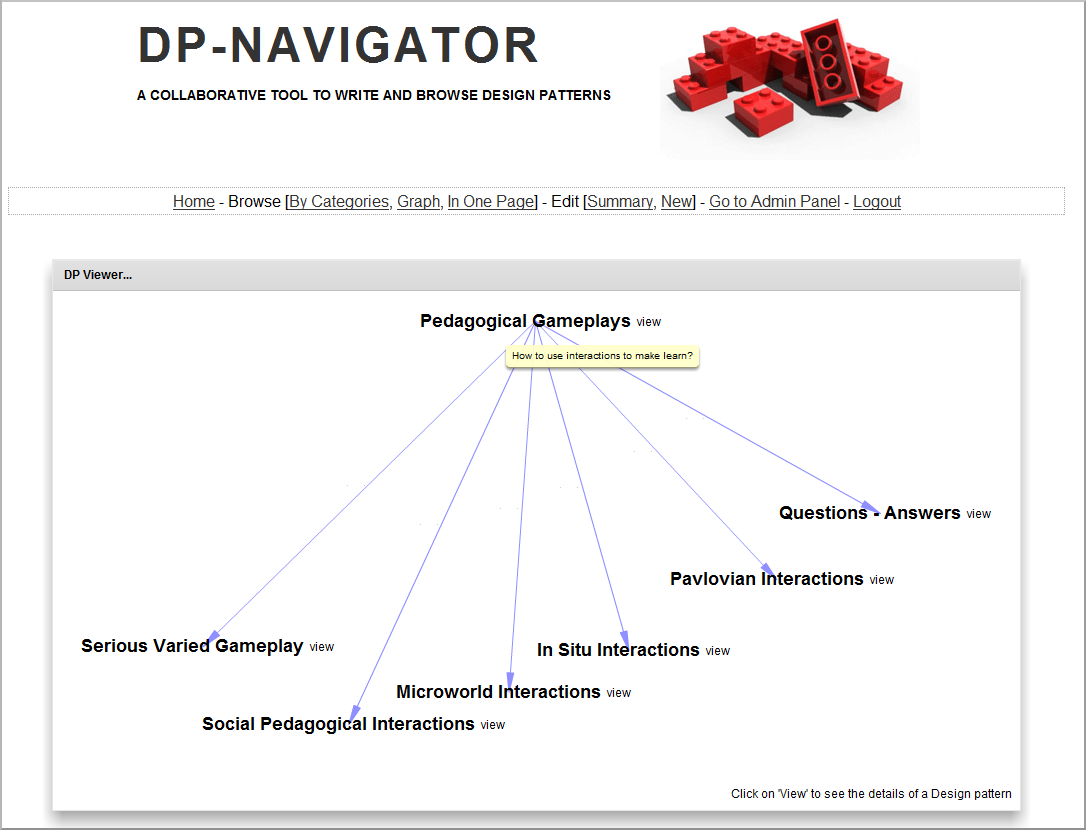 DP-NAVIGATOR
A COLLABORATIVE TOOL TO WRITE AND BROWSE DESIGN PATTERNS
Home - Browse [By Categories, Graph, In One Page] - Edit [Summary, New] - Go to Admin Panel - Logout
DP Viewer...
Pedagogical Gameplays view
How to use interactions to make learn?
Questions - Answers view
Pavlovian Interactions view
Serious Varied Gameplay view
In Situ Interactions view
Microworld Interactions view
Social Pedagogical Interactions view
Click on 'View' to see the details of a Design pattern